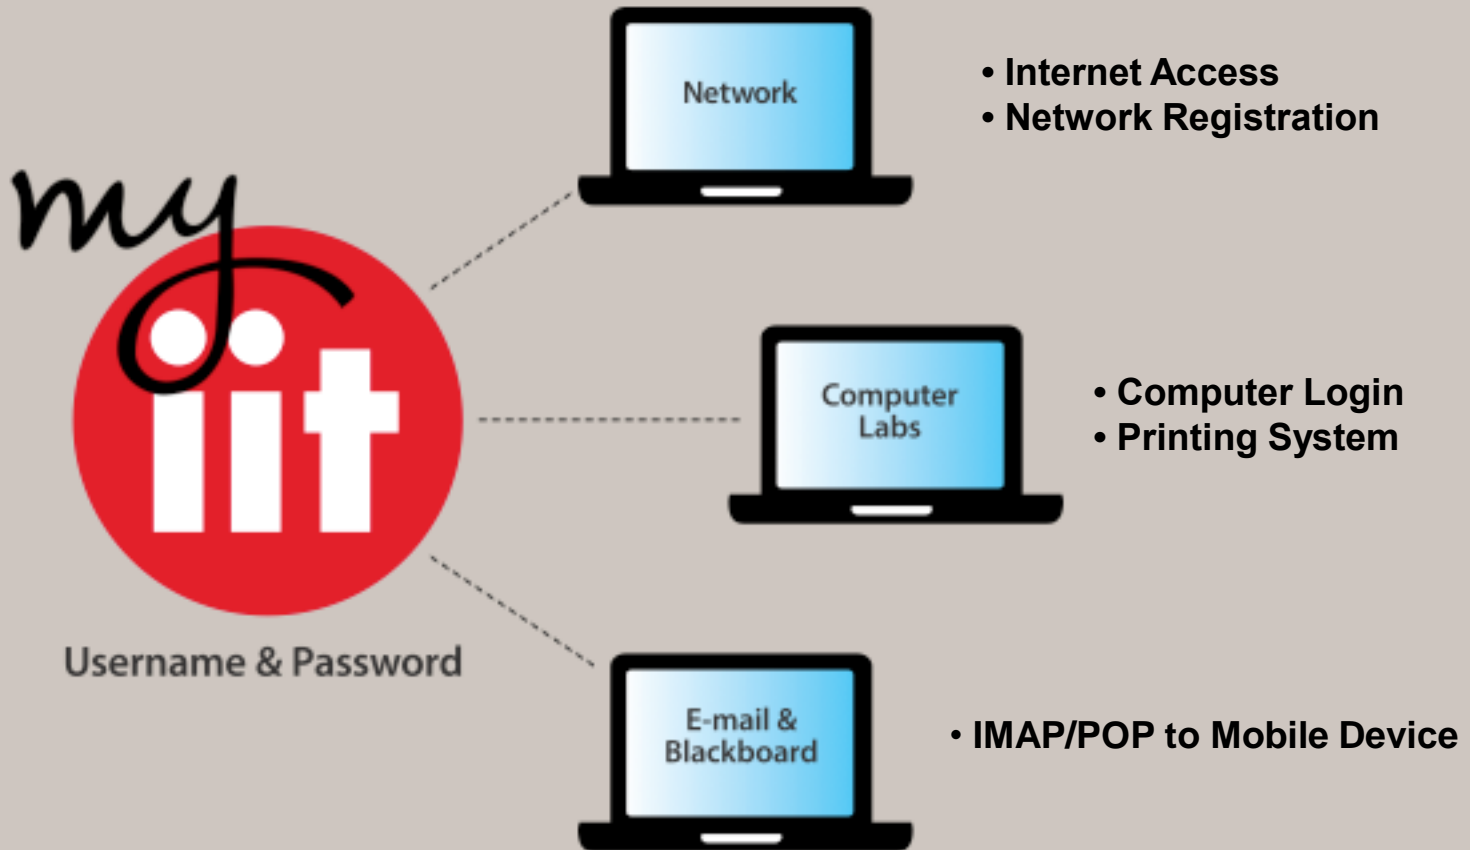 Network
• Internet Access
• Network Registration
my
iit
Computer
Labs
• Computer Login
• Printing System
Username & Password
E-mail &
Blackboard
• IMAP/POP to Mobile Device